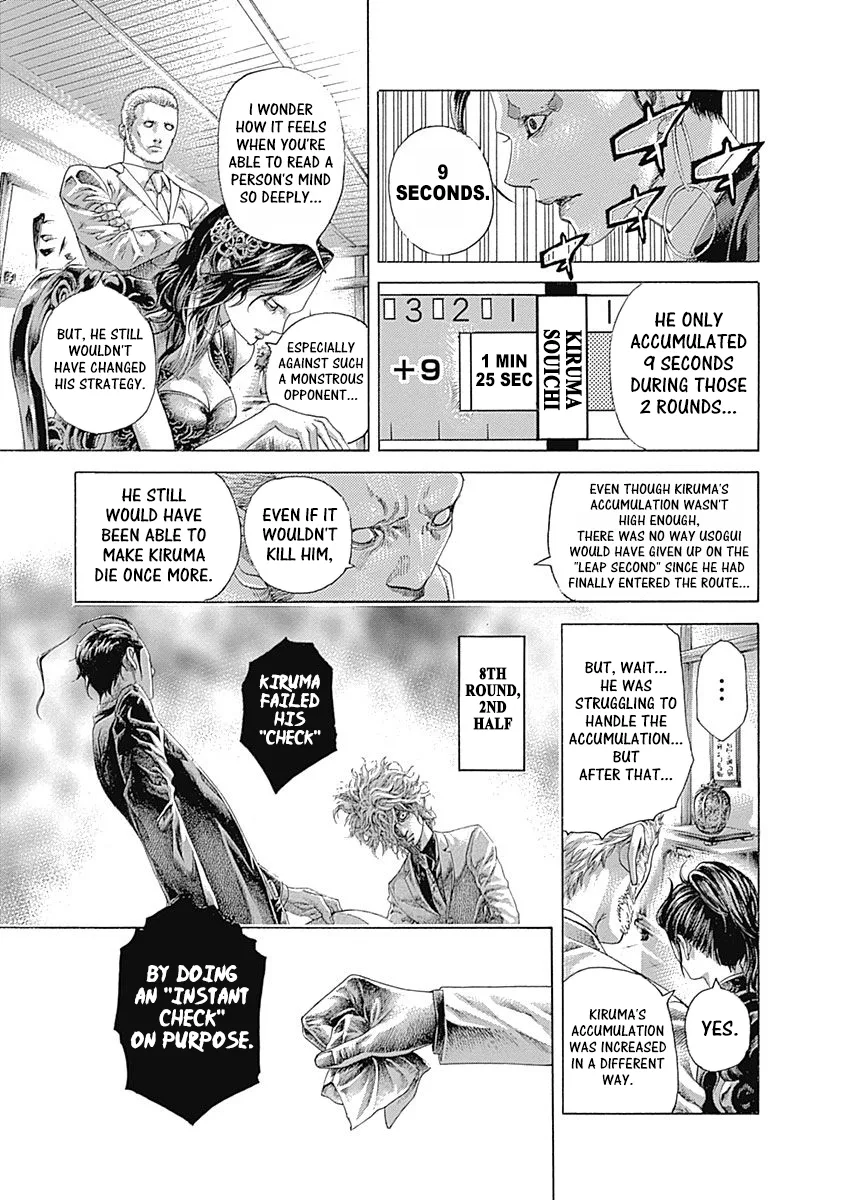 9
SECONDS.
I WONDER
HOW IT FEELS
WHEN YOU'RE
ABLE TO READ A
PERSON'S MIND
SO DEEPLY...
ESPECIALLY
AGAINST SUCH
A MONSTROUS
OPPONENT...
BUT, HE STILL
WOULDN'T
HAVE CHANGED
HIS STRATEGY.
HE ONLY
ACCUMULATED
9 SECONDS
DURING THOSE
2 ROUNDS...
3 2 1 1
KIRUMA
SOUICHI
1 MIN
25 SEC
+9
EVEN THOUGH KIRUMA'S
ACCUMULATION WASN'T
HIGH ENOUGH,
THERE WAS NO WAY USOGUI
WOULD HAVE GIVEN UP ON THE
"LEAP SECOND" SINCE HE HAD
FINALLY ENTERED THE ROUTE...
EVEN IF IT
WOULDN'T
KILL HIM,
HE STILL
WOULD HAVE
BEEN ABLE TO
MAKE KIRUMA
DIE ONCE MORE.
...
BUT, WAIT...
HE WAS
STRUGGLING TO
HANDLE THE
ACCUMULATION...
BUT
AFTER THAT...
YES.
KIRUMA'S
ACCUMULATION
WAS INCREASED
IN A DIFFERENT
WAY.
8TH
ROUND,
2ND
HALF
KIRUMA
FAILED
HIS
"CHECK"
BY DOING
AN "INSTANT
CHECK"
ON PURPOSE.